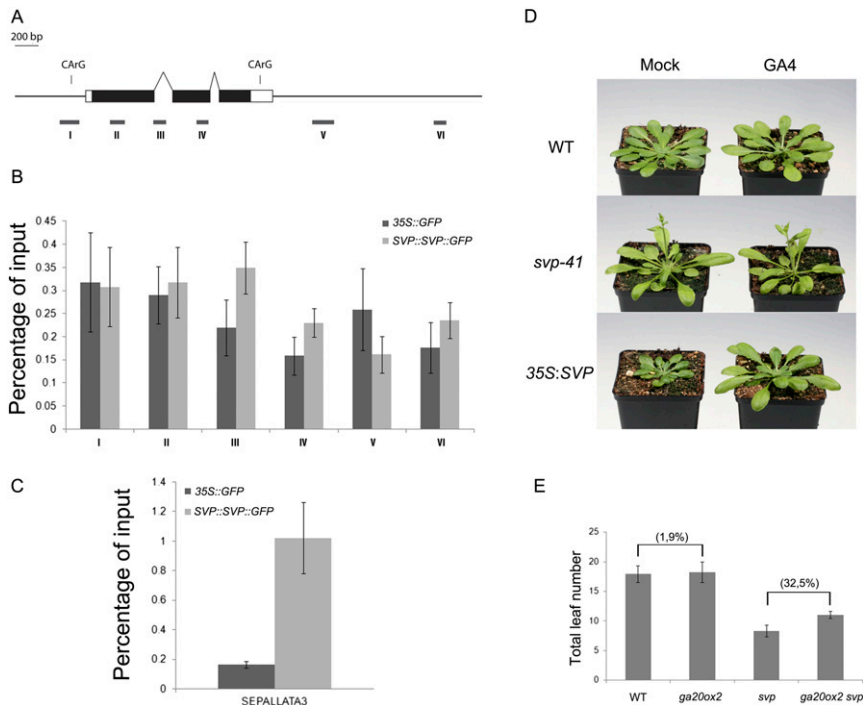 A
200 bp
CArG
CArG
I
II
III
IV
V
VI
B
Percentage of input
0.45
0.4
0.35
0.3
0.25
0.2
0.15
0.1
0.05
0
35S::GFP
SVP::SVP::GFP
I
II
III
IV
V
VI
C
Percentage of input
1.4
1.2
1
0.8
0.6
0.4
0.2
0
35S::GFP
SVP::SVP::GFP
SEPALLATA3
D
Mock
GA4
WT
svp-41
35S:SVP
E
Total leaf number
25
20
15
10
5
0
(1,9%)
(32,5%)
WT
ga20ox2
svp
ga20ox2 svp